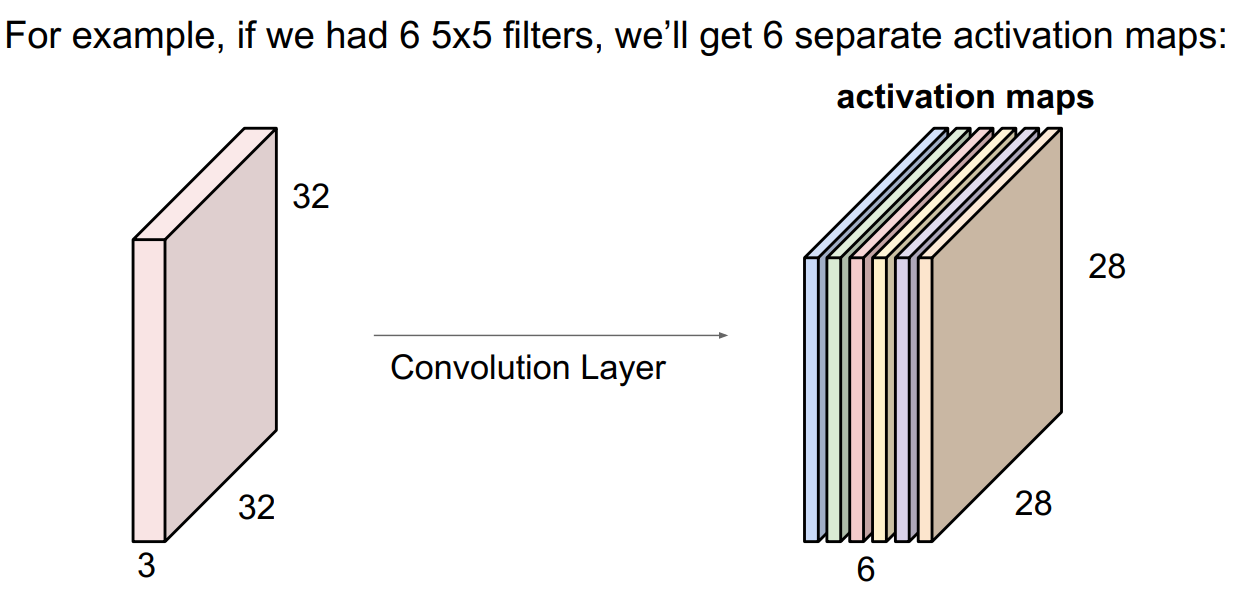 For example, if we had 6 5x5 filters, we’ll get 6 separate activation maps:
activation maps
32
28
Convolution Layer
32
28
3
6